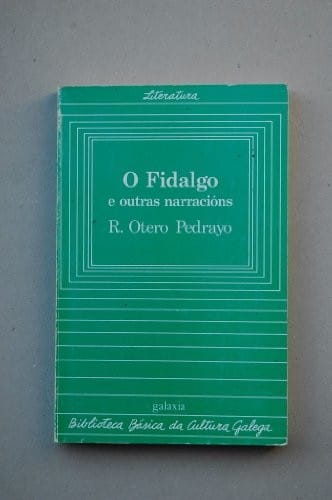 Literatura
O Fidalgo
e outras narracións
R. Otero Pedrayo
galaxia
Biblioteca Básica da Cultura Galega